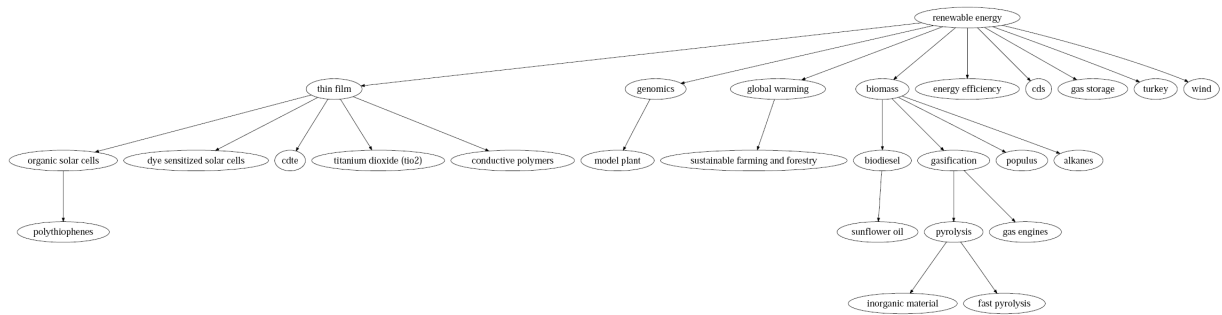 renewable energy
thin film
genomics
global warming
biomass
energy efficiency
cds
gas storage
turkey
wind
organic solar cells
dye sensitized solar cells
cdte
titanium dioxide (tio2)
conductive polymers
model plant
sustainable farming and forestry
biodiesel
gasification
populus
alkanes
polythiophenes
sunflower oil
pyrolysis
gas engines
inorganic material
fast pyrolysis